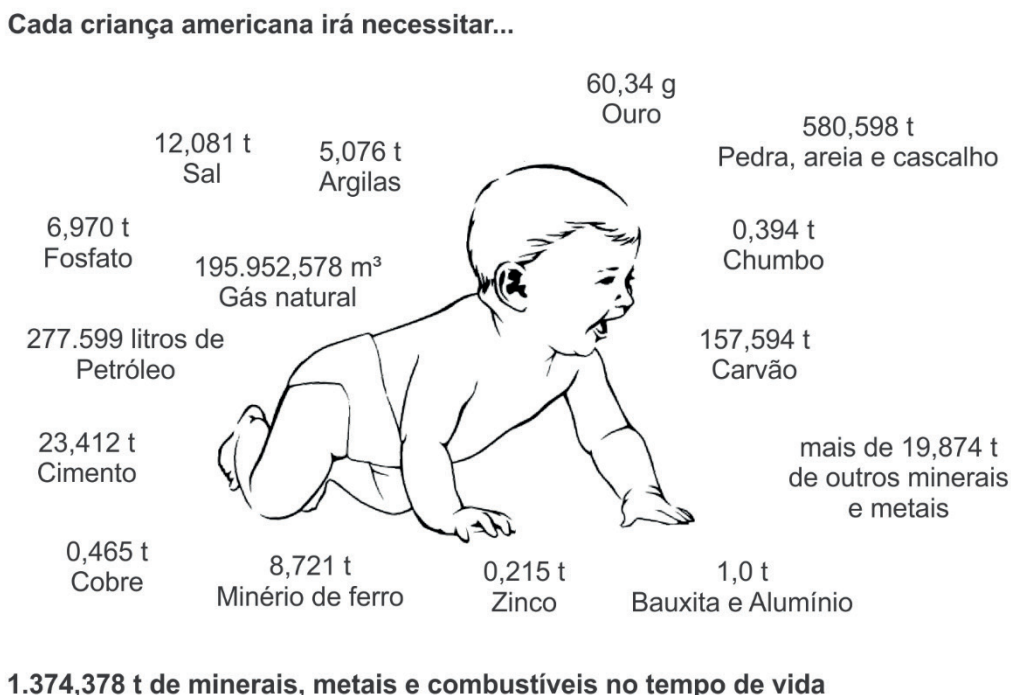 Cada criança americana irá necessitar...
60,34 g
Ouro
580,598 t
Pedra, areia e cascalho
12,081 t
Sal
5,076 t
Argilas
6,970 t
Fosfato
195.952,578 m³
Gás natural
0,394 t
Chumbo
277.599 litros de
Petróleo
157,594 t
Carvão
23,412 t
Cimento
mais de 19,874 t
de outros minerais
e metais
0,465 t
Cobre
8,721 t
Minério de ferro
0,215 t
Zinco
1,0 t
Bauxita e Alumínio
1.374,378 t de minerais, metais e combustíveis no tempo de vida